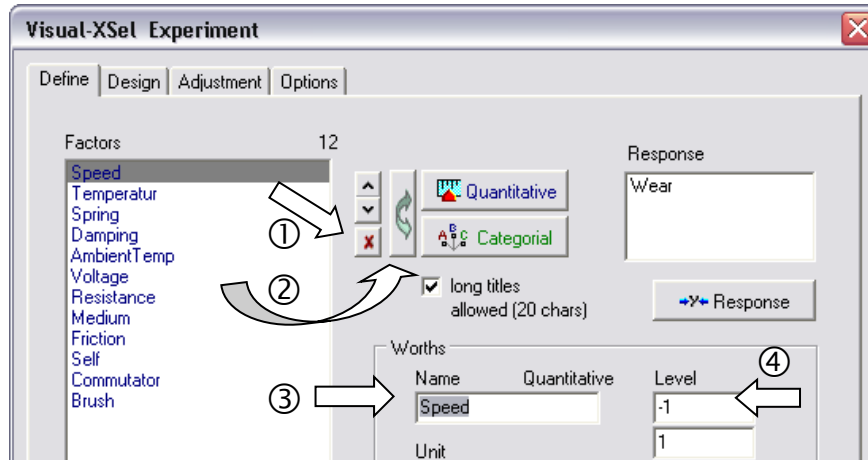 Visual-XSel Experiment
Define Design Adjustment Options
Factors 12
Speed
Temperatur
Spring
Damping
AmbientTemp
Voltage
Resistance
Medium
Friction
Self
Commutator
Brush
①
②
③
x
Quantitative
A B C Categorial
long titles
allowed (20 chars)
Response
Wear
Y Response
Worths
Name Quantitative Level
④
Speed -1
1
Unit